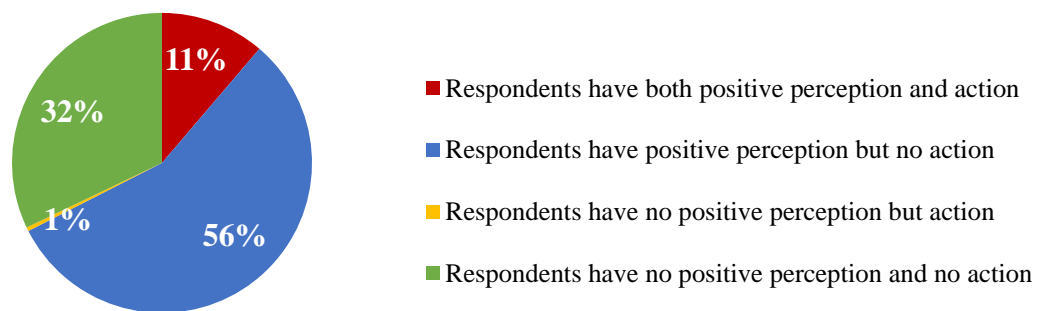 11%
32%
1%
56%
Respondents have both positive perception and action
Respondents have positive perception but no action
Respondents have no positive perception but action
Respondents have no positive perception and no action